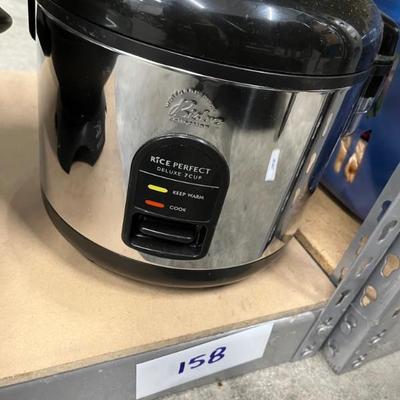 RICE PERFECT
DELUXE 7CUP
KEEP WARM
COOK
158